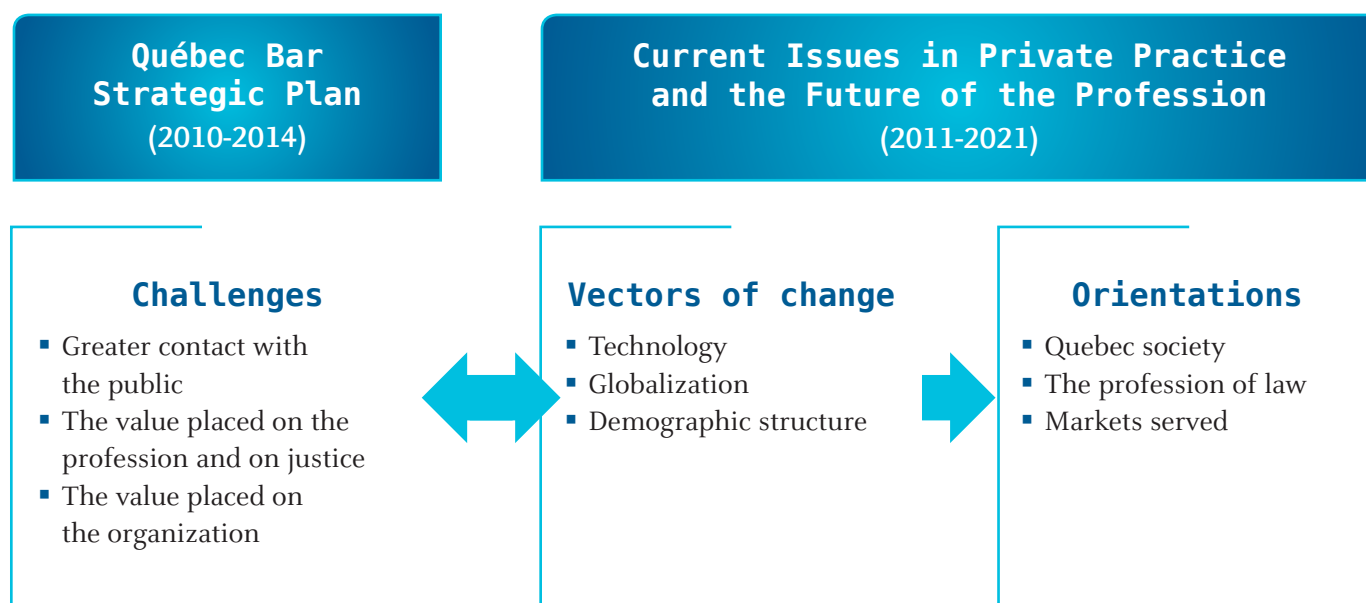 Québec Bar
Strategic Plan
(2010-2014)
Current Issues in Private Practice
and the Future of the Profession
(2011-2021)
Challenges
▪ Greater contact with
the public
▪ The value placed on the
profession and on justice
▪ The value placed on
the organization
Vectors of change
▪ Technology
▪ Globalization
▪ Demographic structure
Orientations
▪ Quebec society
▪ The profession of law
▪ Markets served